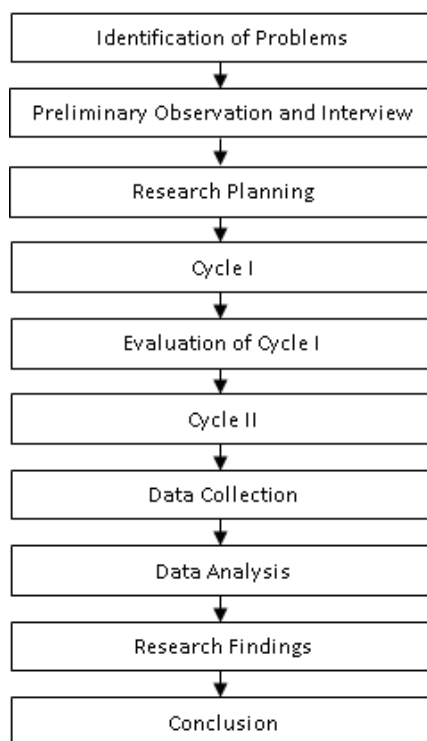 Identification of Problems
Preliminary Observation and Interview
Research Planning
Cycle I
Evaluation of Cycle I
Cycle II
Data Collection
Data Analysis
Research Findings
Conclusion